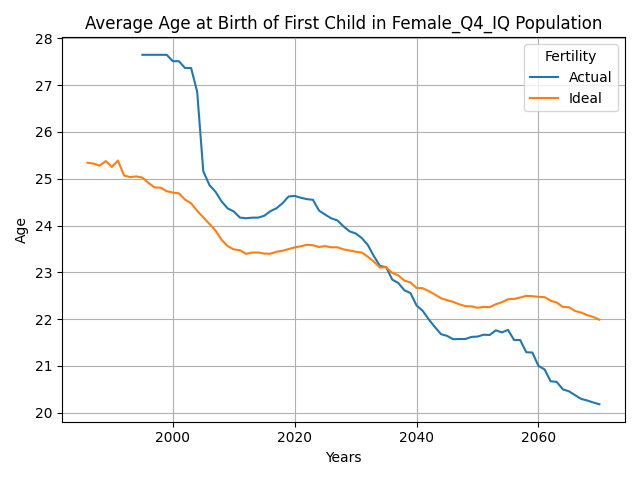 Average Age at Birth of First Child in Female_Q4_IQ Population
28
27
26
25
24
23
22
21
20
Age
Fertility
Actual
Ideal
2000
2020
2040
2060
Years